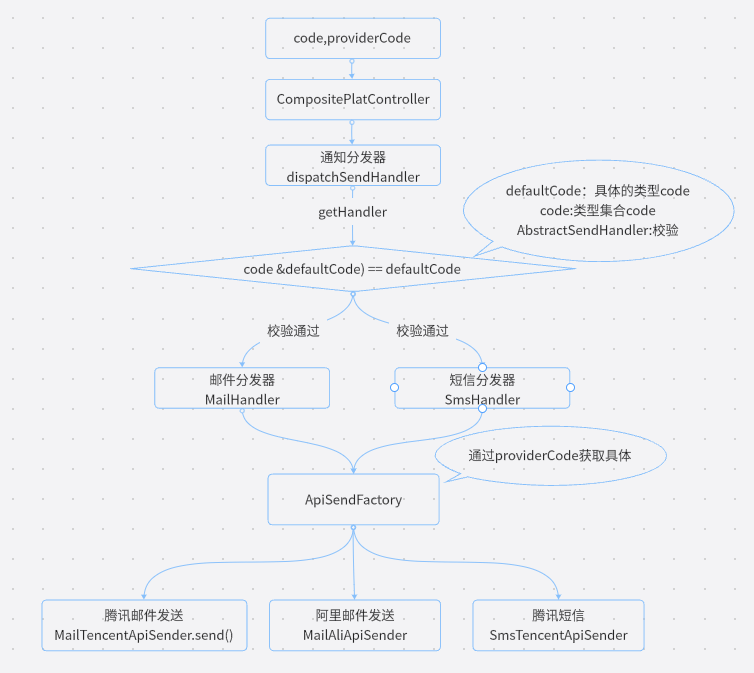 code,providerCode
CompositePlatController
通知分发器
dispatchSendHandler
getHandler
defaultCode：具体的类型code
code:类型集合code
AbstractSendHandler:校验
code &defaultCode) == defaultCode
校验通过
校验通过
邮件分发器
MailHandler
短信分发器
SmsHandler
通过providerCode获取具体
ApiSendFactory
腾讯邮件发送
MailTencentApiSender.send()
阿里邮件发送
MailAliApiSender
腾讯短信
SmsTencentApiSender